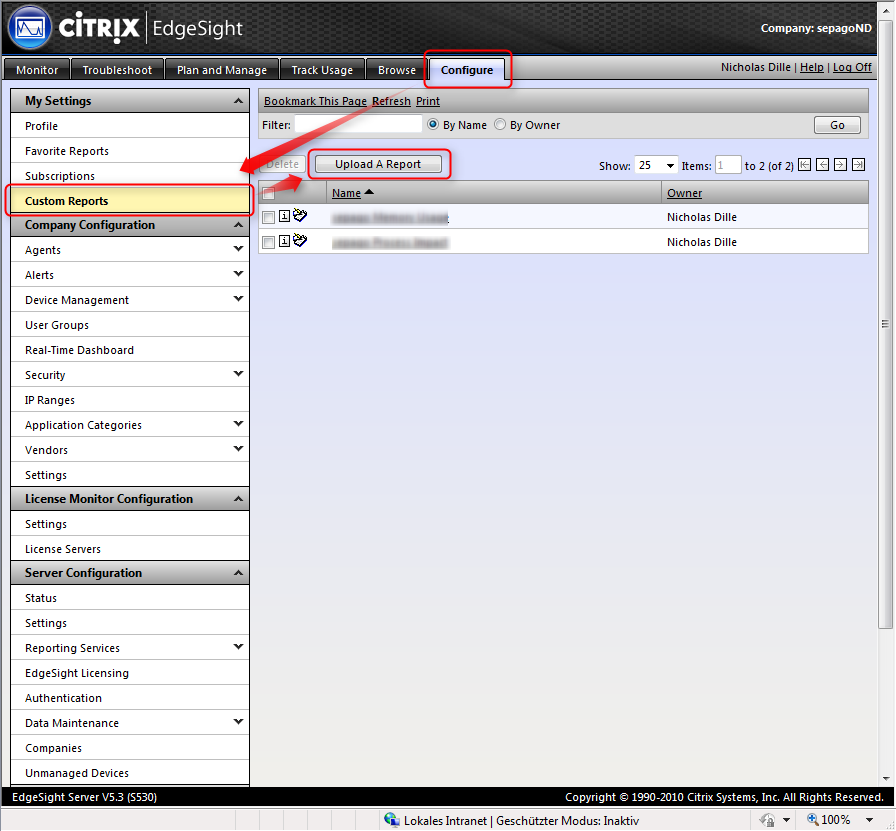 CITRIX EdgeSight
Company: sepagoND
Monitor Troubleshoot Plan and Manage Track Usage Browse Configure
Nicholas Dille | Help | Log Off
My Settings
Profile
Favorite Reports
Subscriptions
Custom Reports
Company Configuration
Agents
Alerts
Device Management
User Groups
Real-Time Dashboard
Security
IP Ranges
Application Categories
Vendors
Settings
License Monitor Configuration
Settings
License Servers
Server Configuration
Status
Settings
Reporting Services
EdgeSight Licensing
Authentication
Data Maintenance
Companies
Unmanaged Devices
Bookmark This Page Refresh Print
Filter: By Name By Owner Go
Delete Upload A Report Show: 25 Items: 1 to 2 (of 2)
Name Owner
Nicholas Dille
Nicholas Dille
EdgeSight Server V5.3 (S530)
Copyright © 1990-2010 Citrix Systems, Inc. All Rights Reserved.
Lokales Intranet | Geschützter Modus: Inaktiv
100%